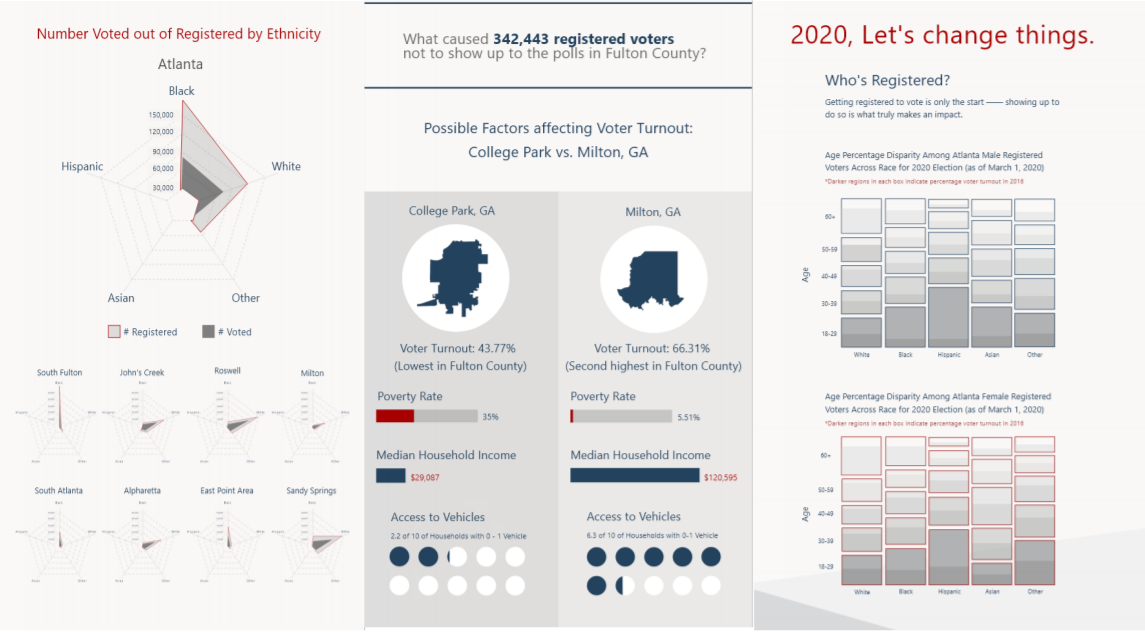 Number Voted out of Registered by Ethnicity
Atlanta
Black
150,000
120,000
90,000
60,000
30,000
Hispanic
White
Asian
Other
# Registered
# Voted
South Fulton
John's Creek
Roswell
Milton
South Atlanta
Alpharetta
East Point Area
Sandy Springs
What caused 342,443 registered voters
not to show up to the polls in Fulton County?
Possible Factors affecting Voter Turnout:
College Park vs. Milton, GA
College Park, GA
Voter Turnout: 43.77%
(Lowest in Fulton County)
Poverty Rate
35%
Median Household Income
$29,087
Access to Vehicles
2.2 of 10 of Households with 0 - 1 Vehicle
Milton, GA
Voter Turnout: 66.31%
(Second highest in Fulton County)
Poverty Rate
5.51%
Median Household Income
$120,595
Access to Vehicles
6.3 of 10 of Households with 0-1 Vehicle
2020, Let's change things.
Who's Registered?
Getting registered to vote is only the start —— showing up to
do so is what truly makes an impact.
Age Percentage Disparity Among Atlanta Male Registered
Voters Across Race for 2020 Election (as of March 1, 2020)
*Darker regions in each box indicate percentage voter turnout in 2016
Age
60+
50-59
40-49
30-39
18-29
White
Black
Hispanic
Asian
Other
Age Percentage Disparity Among Atlanta Female Registered
Voters Across Race for 2020 Election (as of March 1, 2020)
*Darker regions in each box indicate percentage voter turnout in 2016
Age
60+
50-59
40-49
30-39
18-29
White
Black
Hispanic
Asian
Other